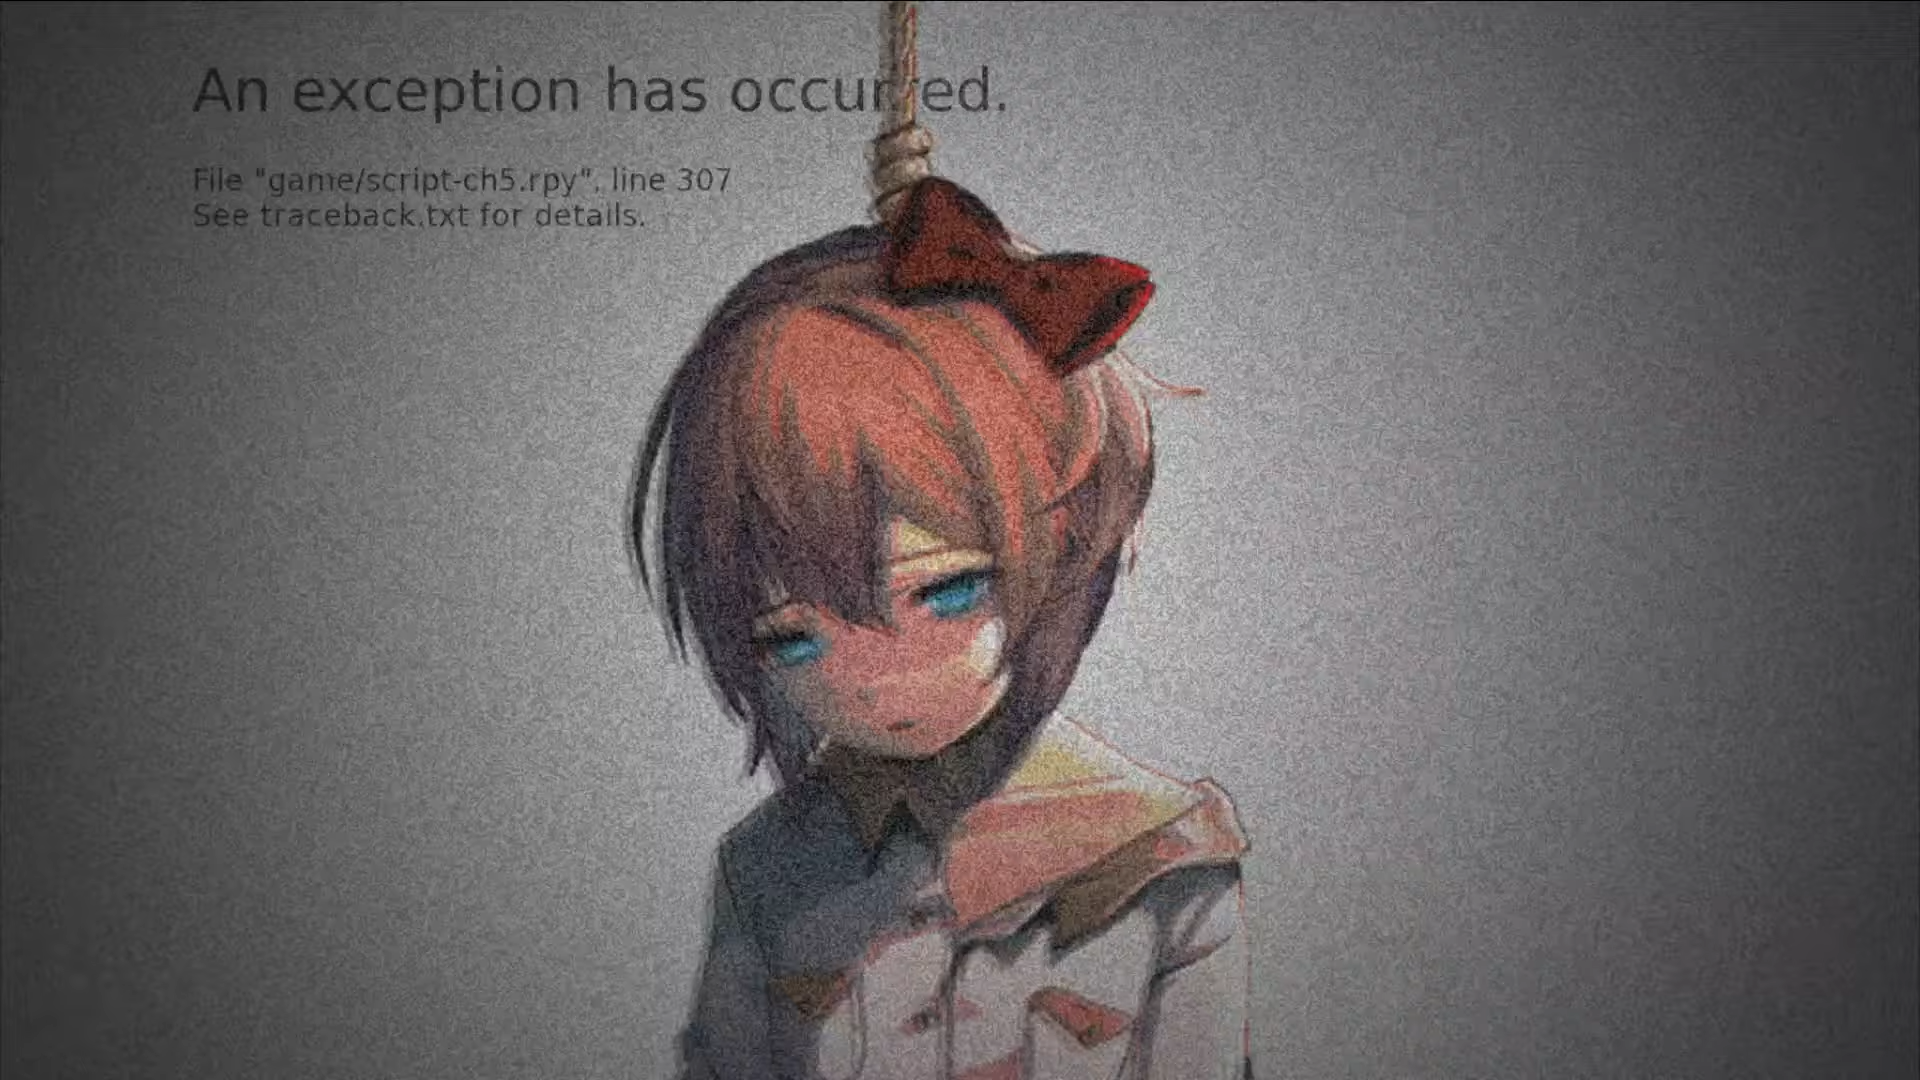 An exception has occurred.
File "game/script-ch5.rpy", line 307
See traceback.txt for details.